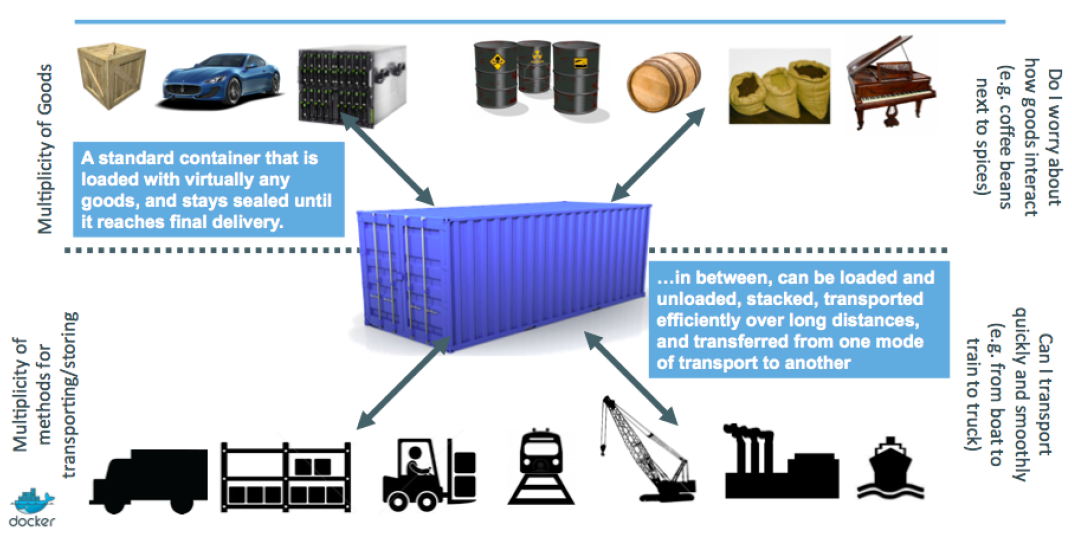 Multiplicity of Goods
Do I worry about
how goods interact
(e.g. coffee beans
next to spices)
A standard container that is
loaded with virtually any
goods, and stays sealed until
it reaches final delivery.
…in between, can be loaded and
unloaded, stacked, transported
efficiently over long distances,
and transferred from one mode
of transport to another
Multiplicity of
methods for
transporting/storing
Can I transport
quickly and smoothly
(e.g. from boat to
train to truck)
docker